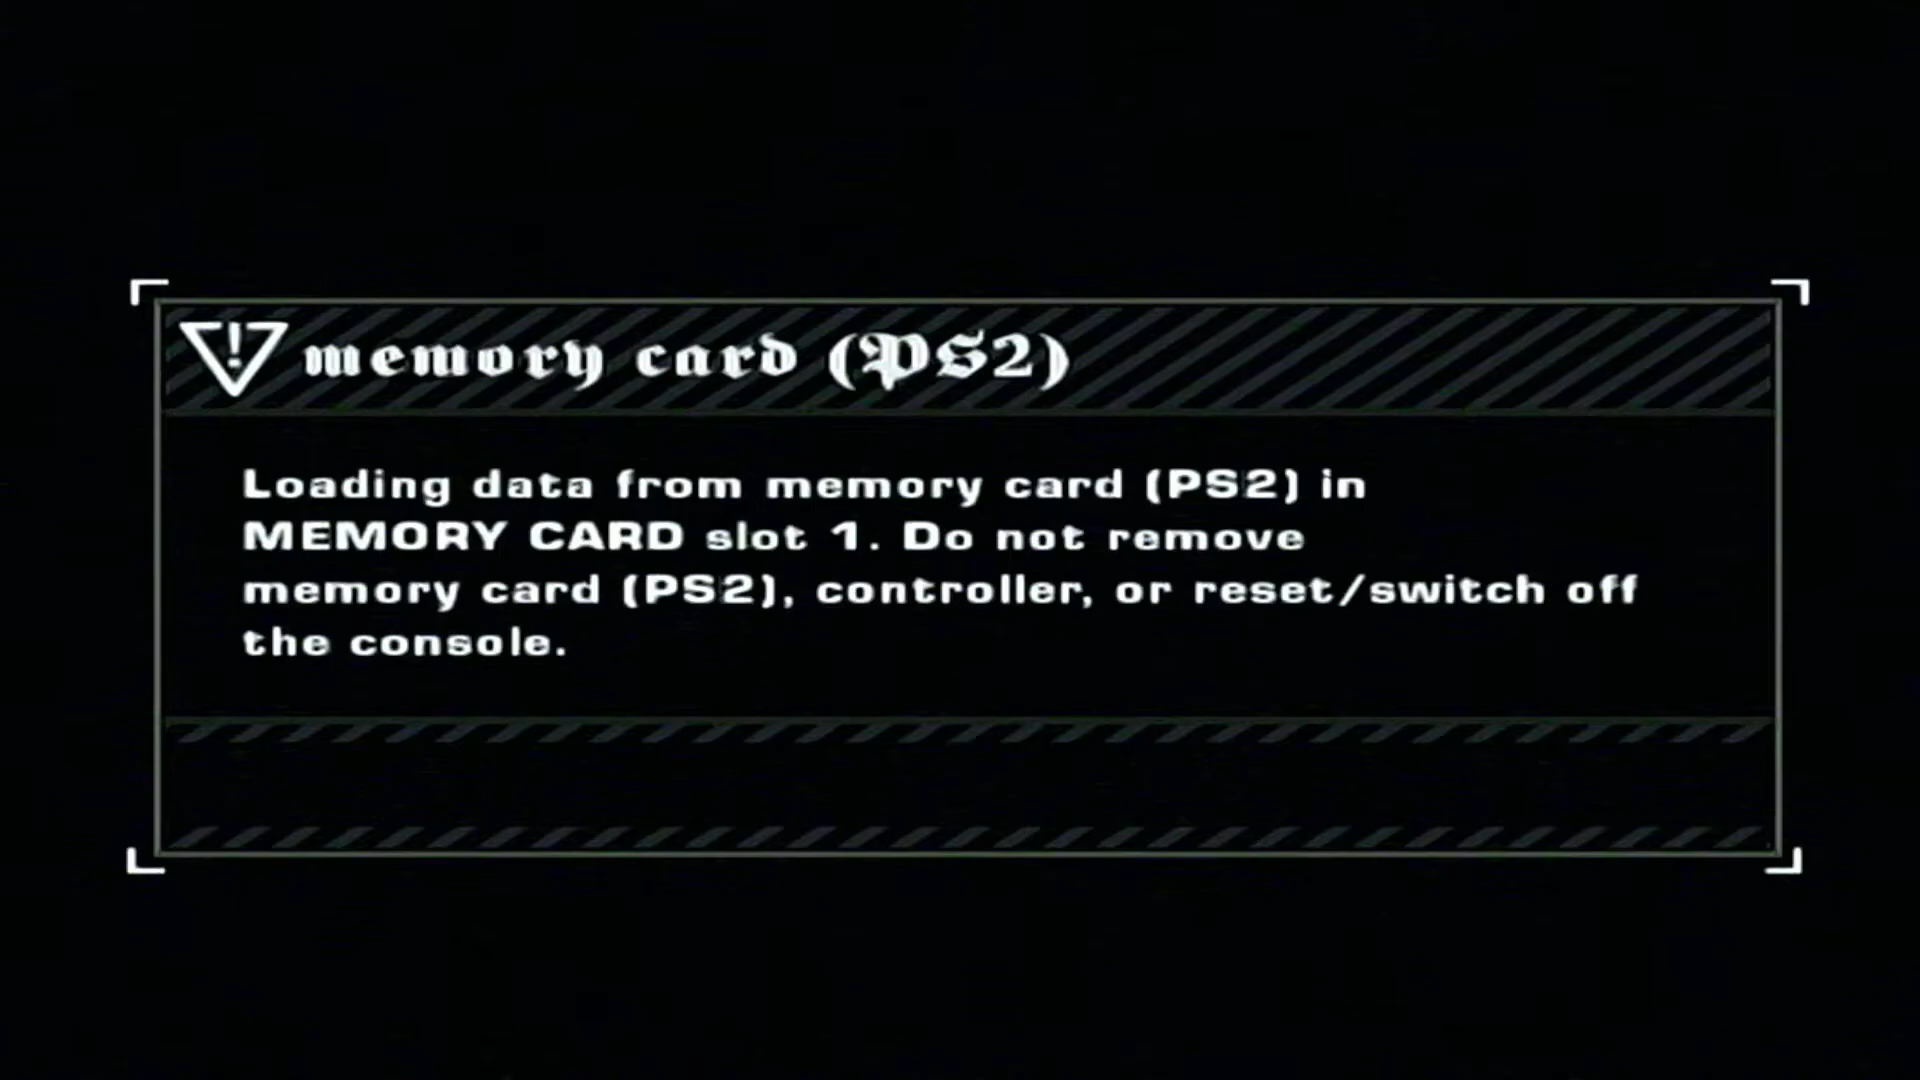 memory card (PS2)
Loading data from memory card (PS2) in
MEMORY CARD slot 1. Do not remove
memory card (PS2), controller, or reset/switch off
the console.